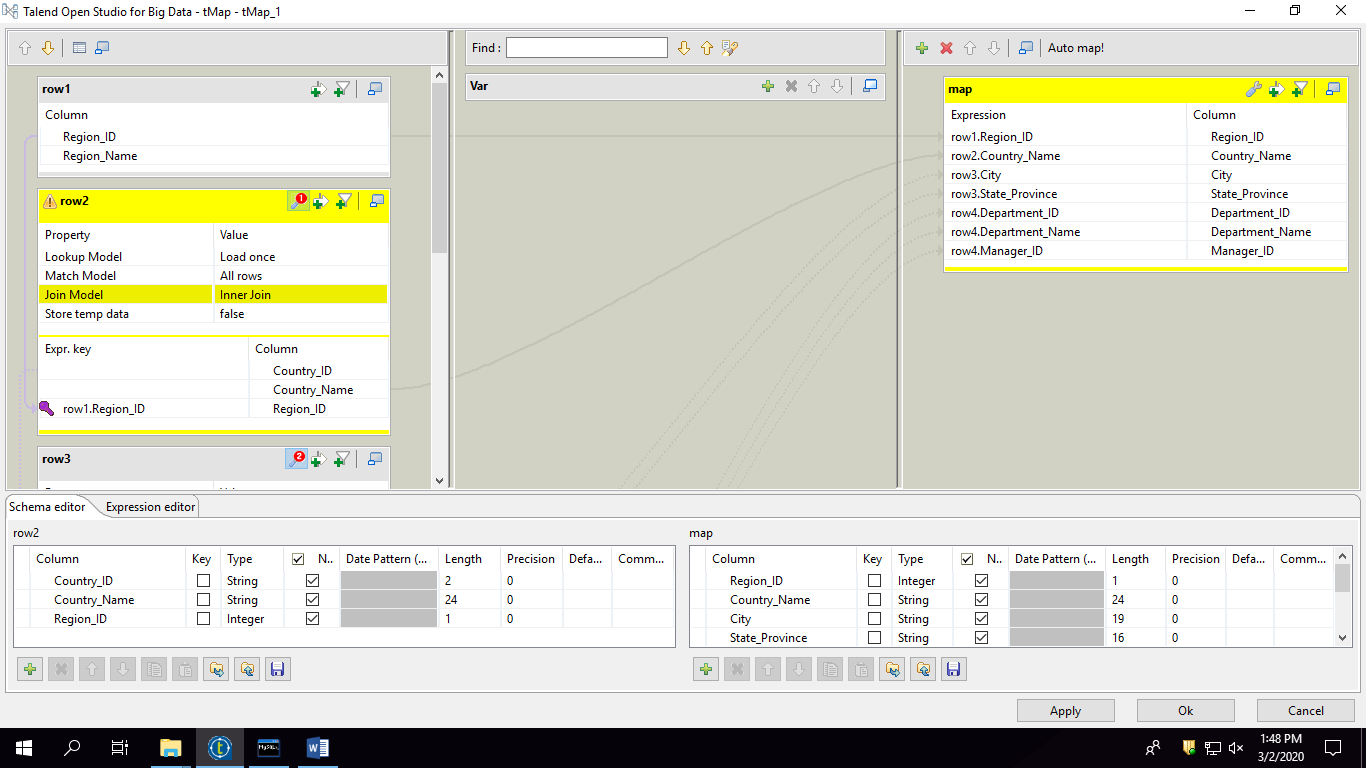 Talend Open Studio for Big Data - tMap - tMap_1
Find :
Auto map!
row1
Column
Region_ID
Region_Name
row2
1
Property Value
Lookup Model Load once
Match Model All rows
Join Model Inner Join
Store temp data false
Expr. key Column
Country_ID
Country_Name
row1.Region_ID Region_ID
row3
2
Var
map
Expression Column
row1.Region_ID Region_ID
row2.Country_Name Country_Name
row3.City City
row3.State_Province State_Province
row4.Department_ID Department_ID
row4.Department_Name Department_Name
row4.Manager_ID Manager_ID
Schema editor Expression editor
row2
Column Key Type N.. Date Pattern (... Length Precision Defa... Comm...
Country_ID String 2 0
Country_Name String 24 0
Region_ID Integer 1 0
map
Column Key Type N.. Date Pattern (... Length Precision Defa... Comm...
Region_ID Integer 1 0
Country_Name String 24 0
City String 19 0
State_Province String 16 0
Apply Ok Cancel
1:48 PM
3/2/2020